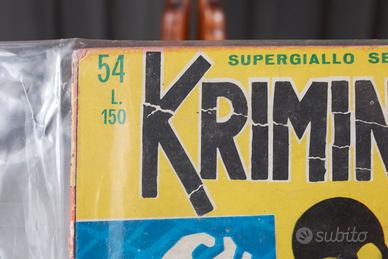 54
L.
150
SUPERGIALLO SE
KRIMIN
subito